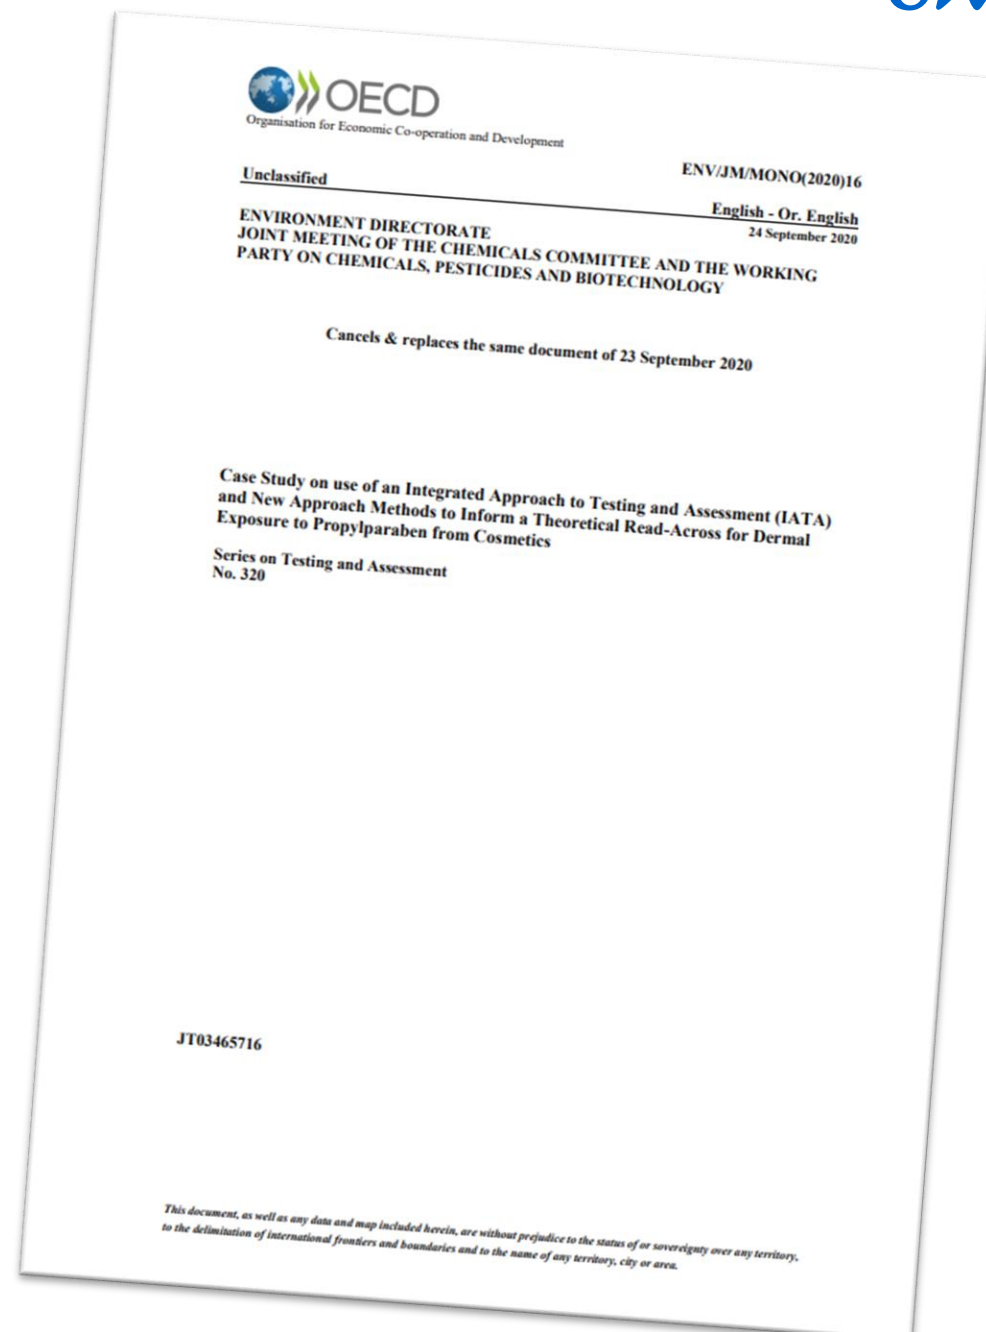 OECD
Organisation for Economic Co-operation and Development
ENV/JM/MONO(2020)16
Unclassified
English - Or. English
24 September 2020
ENVIRONMENT DIRECTORATE
JOINT MEETING OF THE CHEMICALS COMMITTEE AND THE WORKING
PARTY ON CHEMICALS, PESTICIDES AND BIOTECHNOLOGY
Cancels & replaces the same document of 23 September 2020
Case Study on use of an Integrated Approach to Testing and Assessment (IATA)
and New Approach Methods to Inform a Theoretical Read-Across for Dermal
Exposure to Propylparaben from Cosmetics
Series on Testing and Assessment
No. 320
JT03465716
This document, as well as any data and map included herein, are without prejudice to the status of or sovereignty over any territory,
to the delimitation of international frontiers and boundaries and to the name of any territory, city or area.